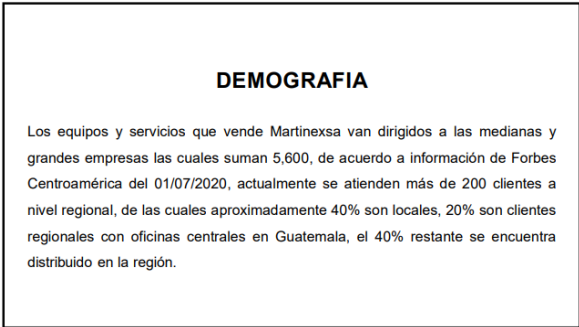 DEMOGRAFIA
Los equipos y servicios que vende Martinexsa van dirigidos a las medianas y
grandes empresas las cuales suman 5,600, de acuerdo a información de Forbes
Centroamérica del 01/07/2020, actualmente se atienden más de 200 clientes a
nivel regional, de las cuales aproximadamente 40% son locales, 20% son clientes
regionales con oficinas centrales en Guatemala, el 40% restante se encuentra
distribuido en la región.